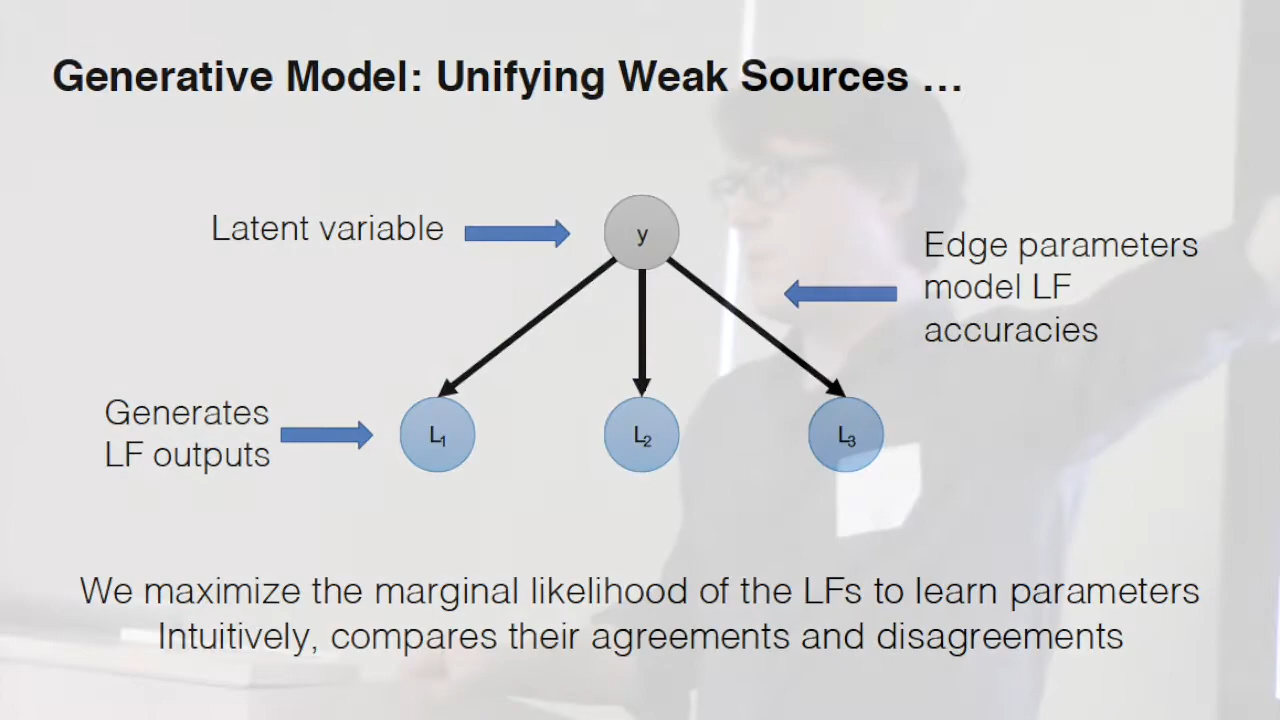 Generative Model: Unifying Weak Sources ...
Latent variable
y
Edge parameters
model LF
accuracies
Generates
LF outputs
L1
L2
L3
We maximize the marginal likelihood of the LFs to learn parameters
Intuitively, compares their agreements and disagreements